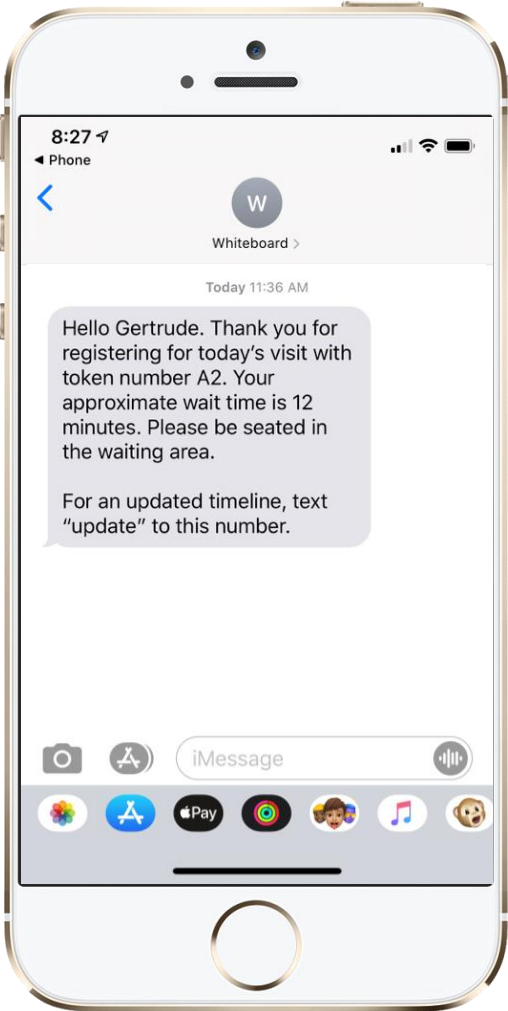 8:27
◀ Phone
W
Whiteboard >
Today 11:36 AM
Hello Gertrude. Thank you for
registering for today’s visit with
token number A2. Your
approximate wait time is 12
minutes. Please be seated in
the waiting area.
For an updated timeline, text
“update” to this number.
iMessage
Pay